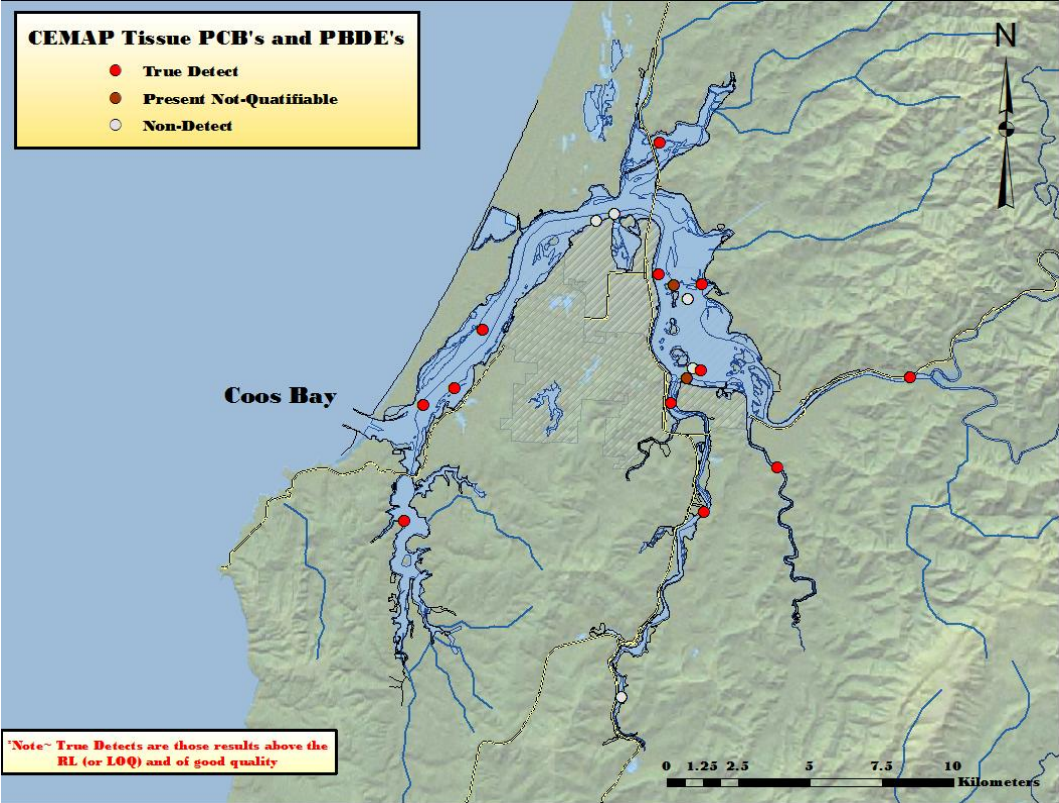 CEMAP Tissue PCB's and PBDE's
True Detect
Present Not-Quatifiable
Non-Detect
N
Coos Bay
*Note~ True Detects are those results above the
RL (or LOQ) and of good quality
0 1.25 2.5 5 7.5 10
Kilometers